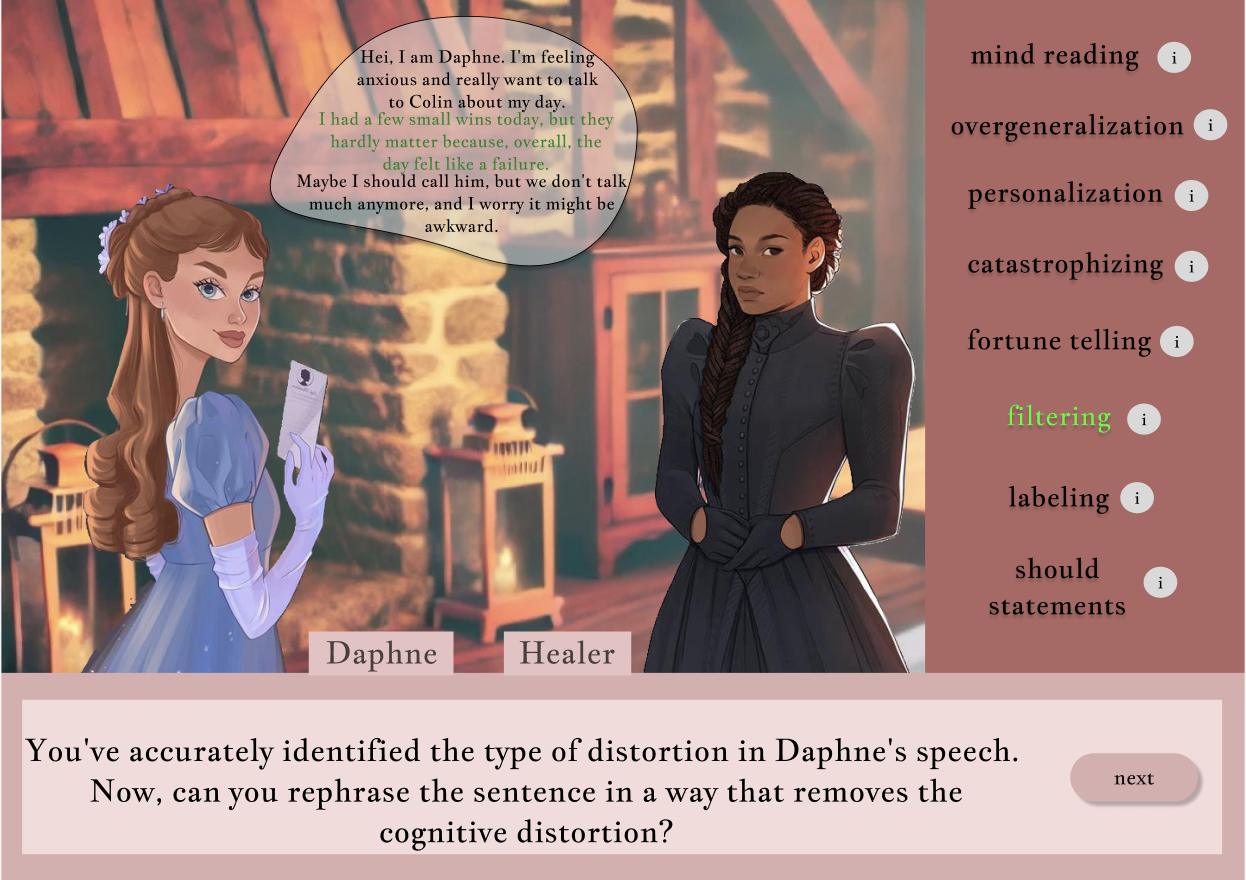 Hei, I am Daphne. I'm feeling
anxious and really want to talk
to Colin about my day.
I had a few small wins today, but they
hardly matter because, overall, the
day felt like a failure.
Maybe I should call him, but we don't talk
much anymore, and I worry it might be
awkward.
mind reading i
overgeneralization i
personalization i
catastrophizing i
fortune telling i
filtering i
labeling i
should
statements i
Daphne
Healer
You've accurately identified the type of distortion in Daphne's speech.
Now, can you rephrase the sentence in a way that removes the
cognitive distortion?
next